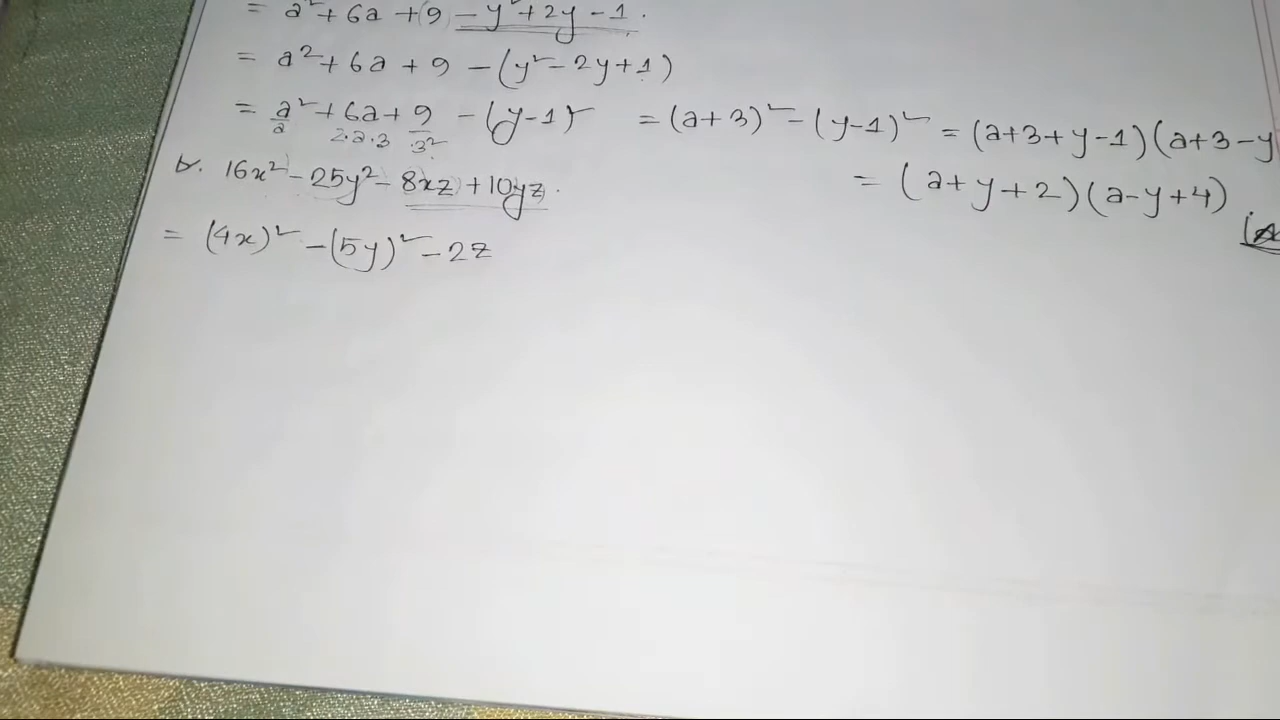 = a² + 6a + 9 - y² + 2y - 1.
= a² + 6a + 9 - (y² - 2y + 1)
= a² + 6a + 9 - (y-1)² = (a+3)² - (y-1)² = (a+3+y-1)(a+3-y
a 2.a.3 3²
= (a+y+2)(a-y+4)
৮. 16x² - 25y² - 8xz + 10yz.
= (4x)² - (5y)² - 2z